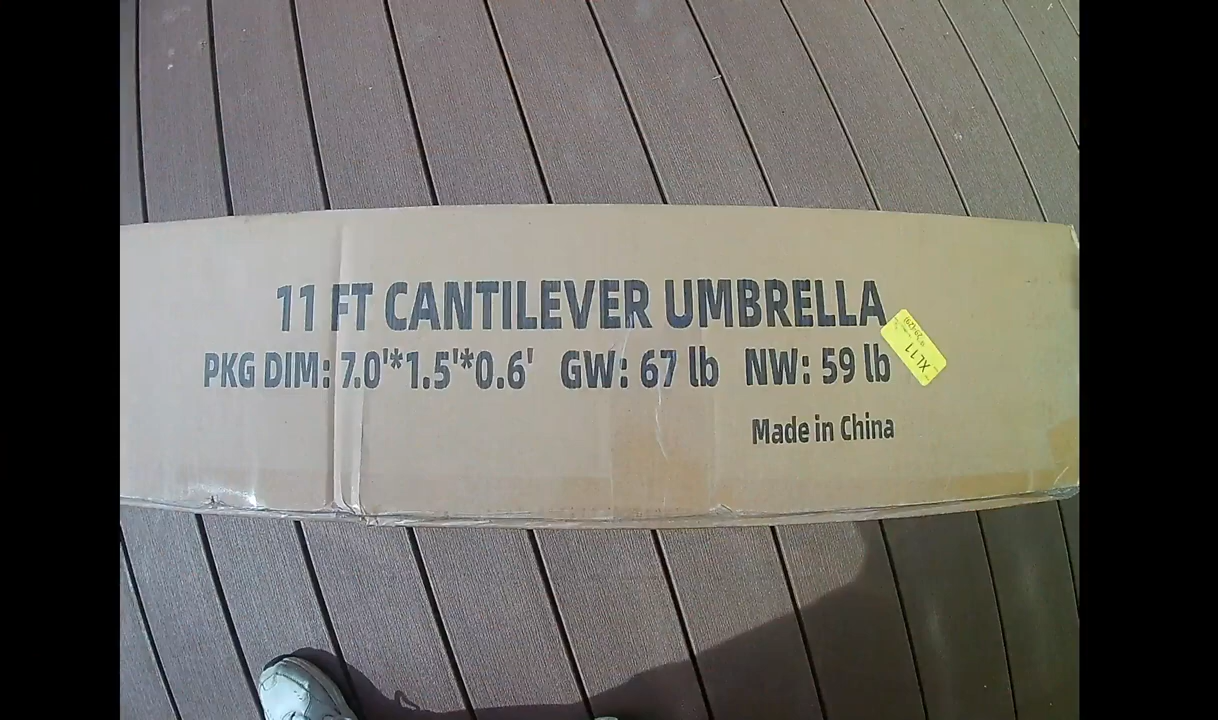 11 FT CANTILEVER UMBRELLA
PKG DIM: 7.0'*1.5'*0.6' GW: 67 lb NW: 59 lb
XL11
Made in China